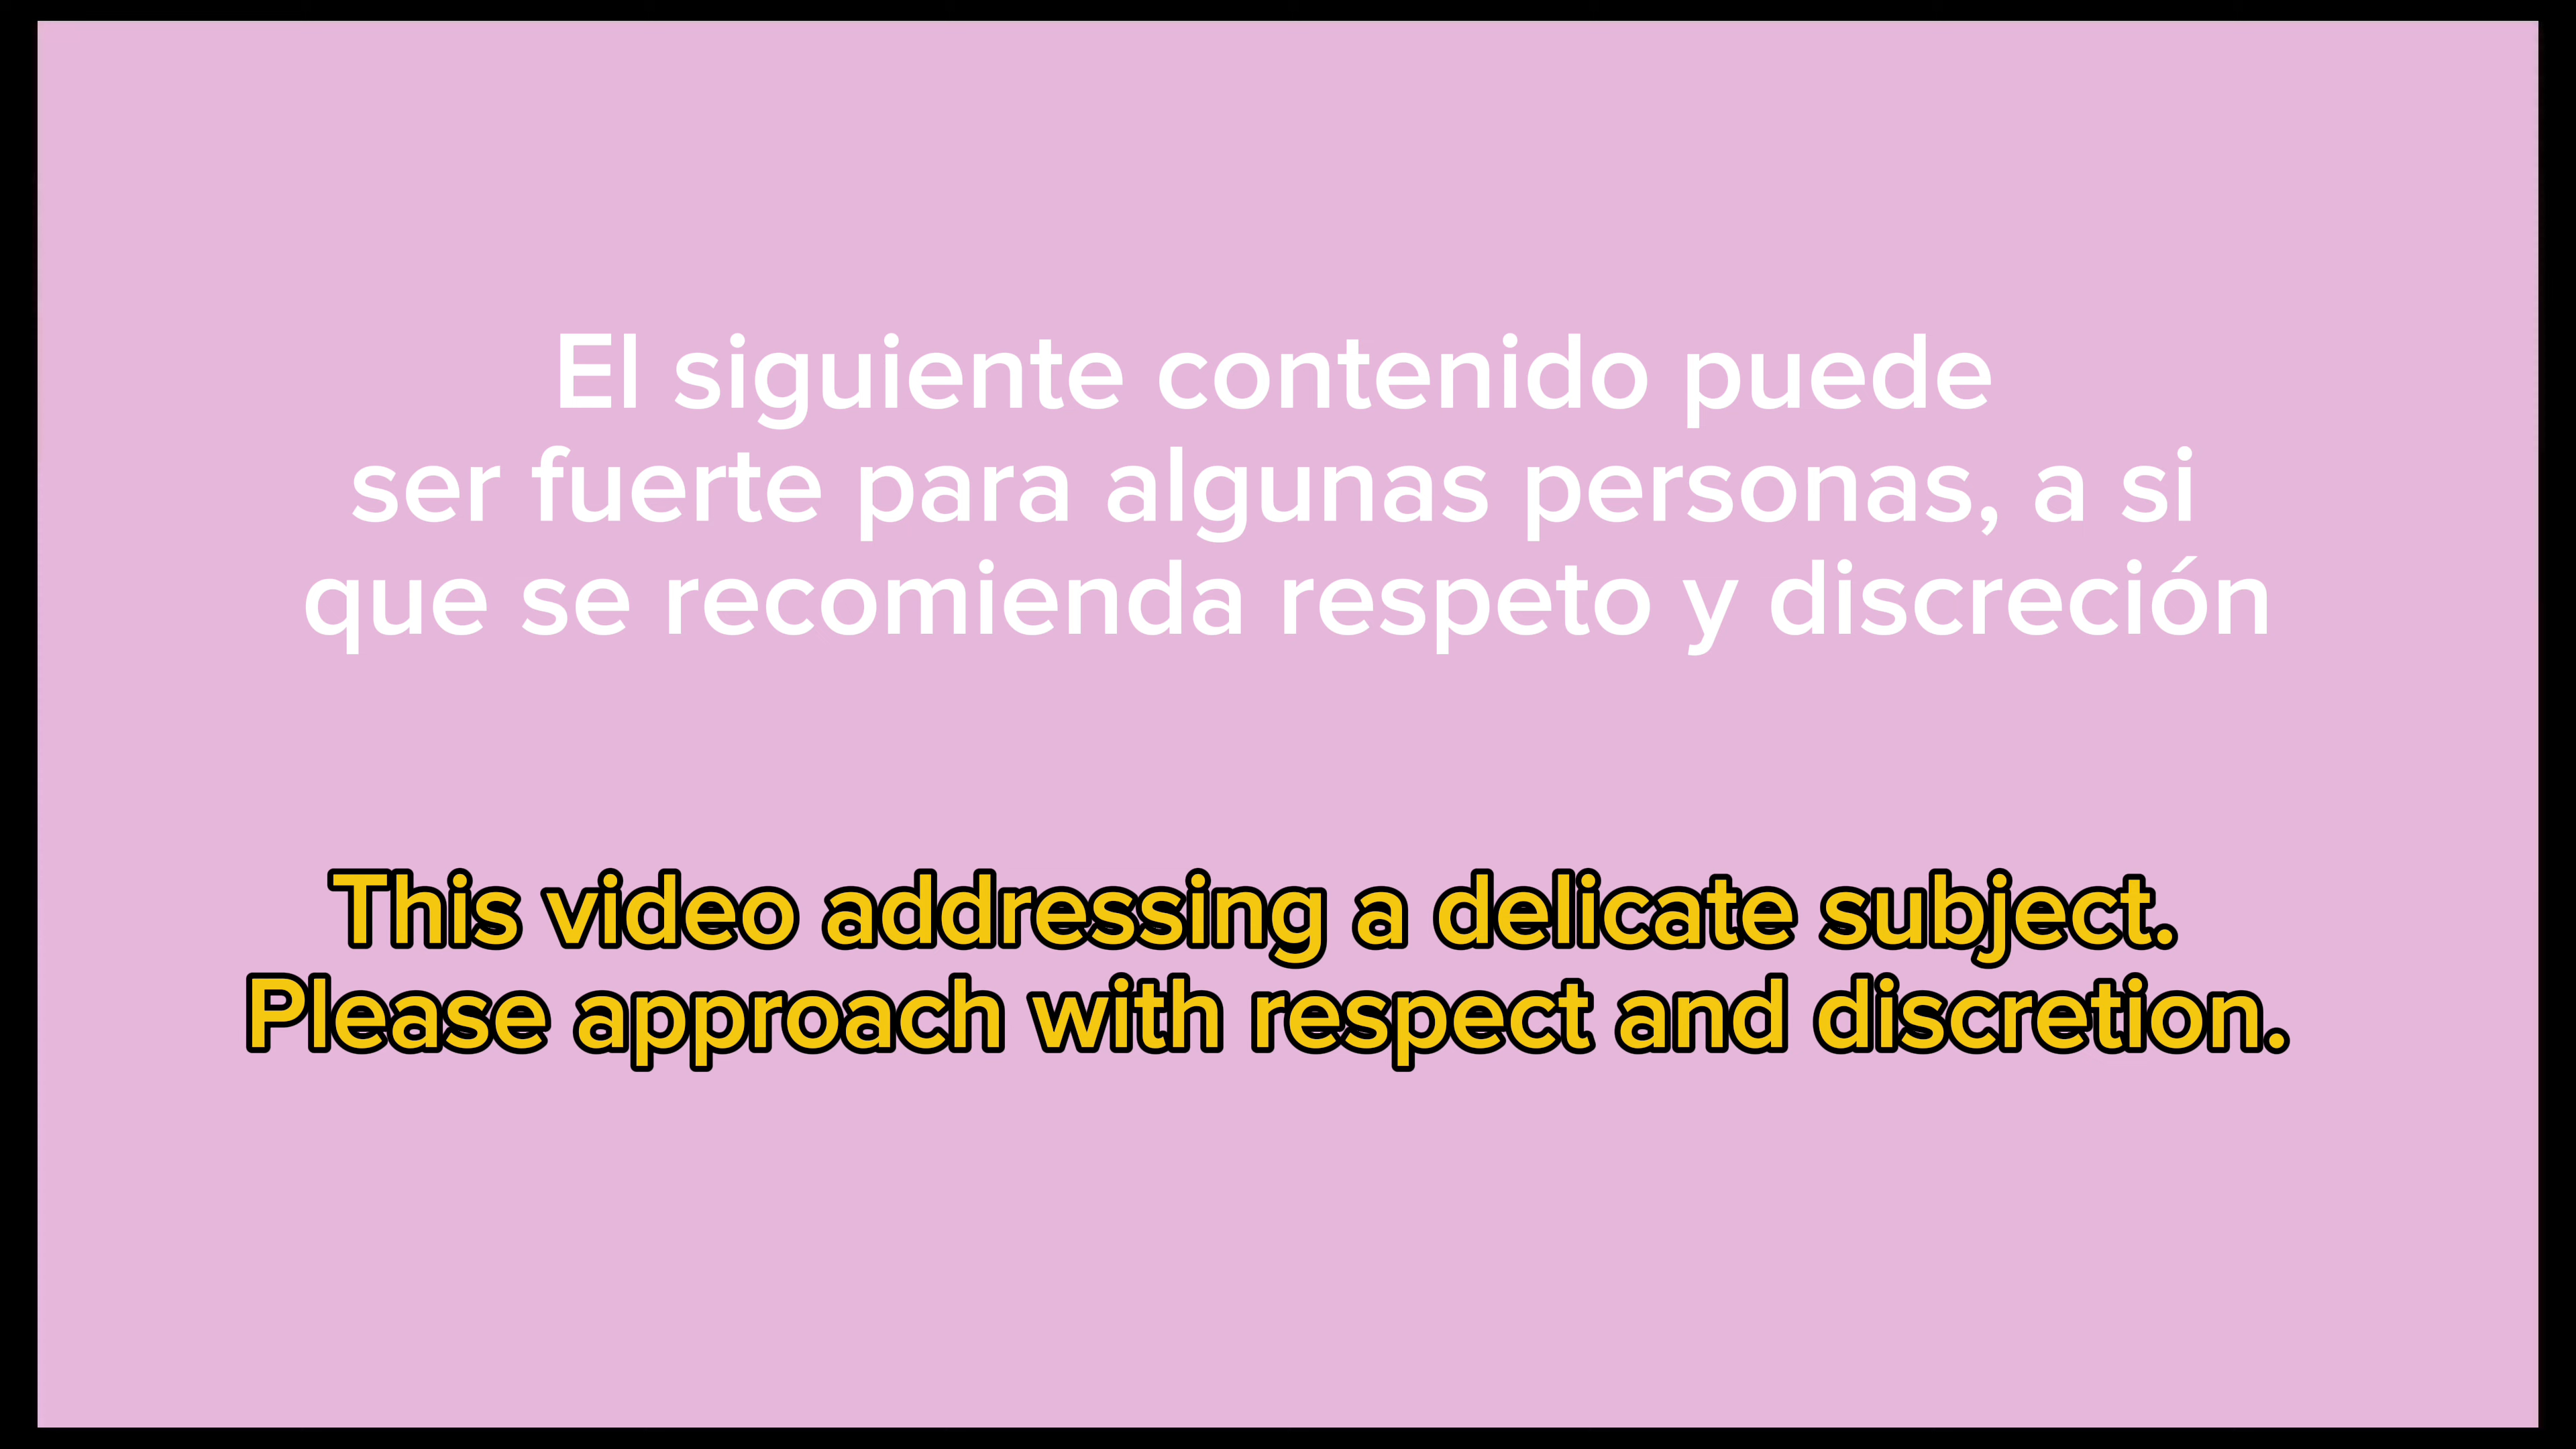 El siguiente contenido puede
ser fuerte para algunas personas, a si
que se recomienda respeto y discreción
This video addressing a delicate subject.
Please approach with respect and discretion.